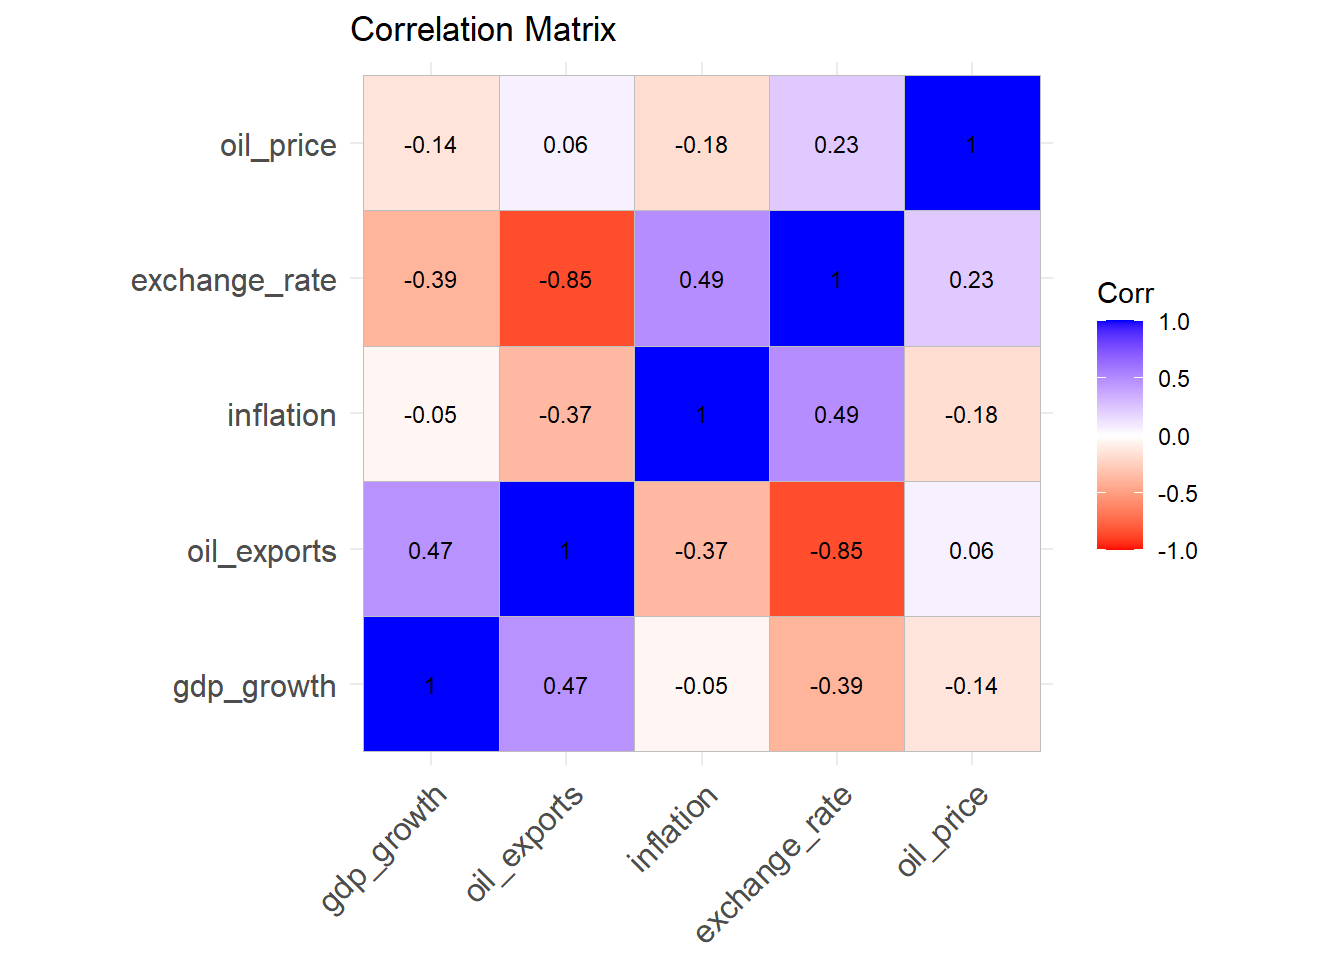 Correlation Matrix
oil_price -0.14 0.06 -0.18 0.23 1
exchange_rate -0.39 -0.85 0.49 1 0.23
inflation -0.05 -0.37 1 0.49 -0.18
oil_exports 0.47 1 -0.37 -0.85 0.06
gdp_growth 1 0.47 -0.05 -0.39 -0.14
gdp_growth oil_exports inflation exchange_rate oil_price
Corr
1.0
0.5
0.0
-0.5
-1.0